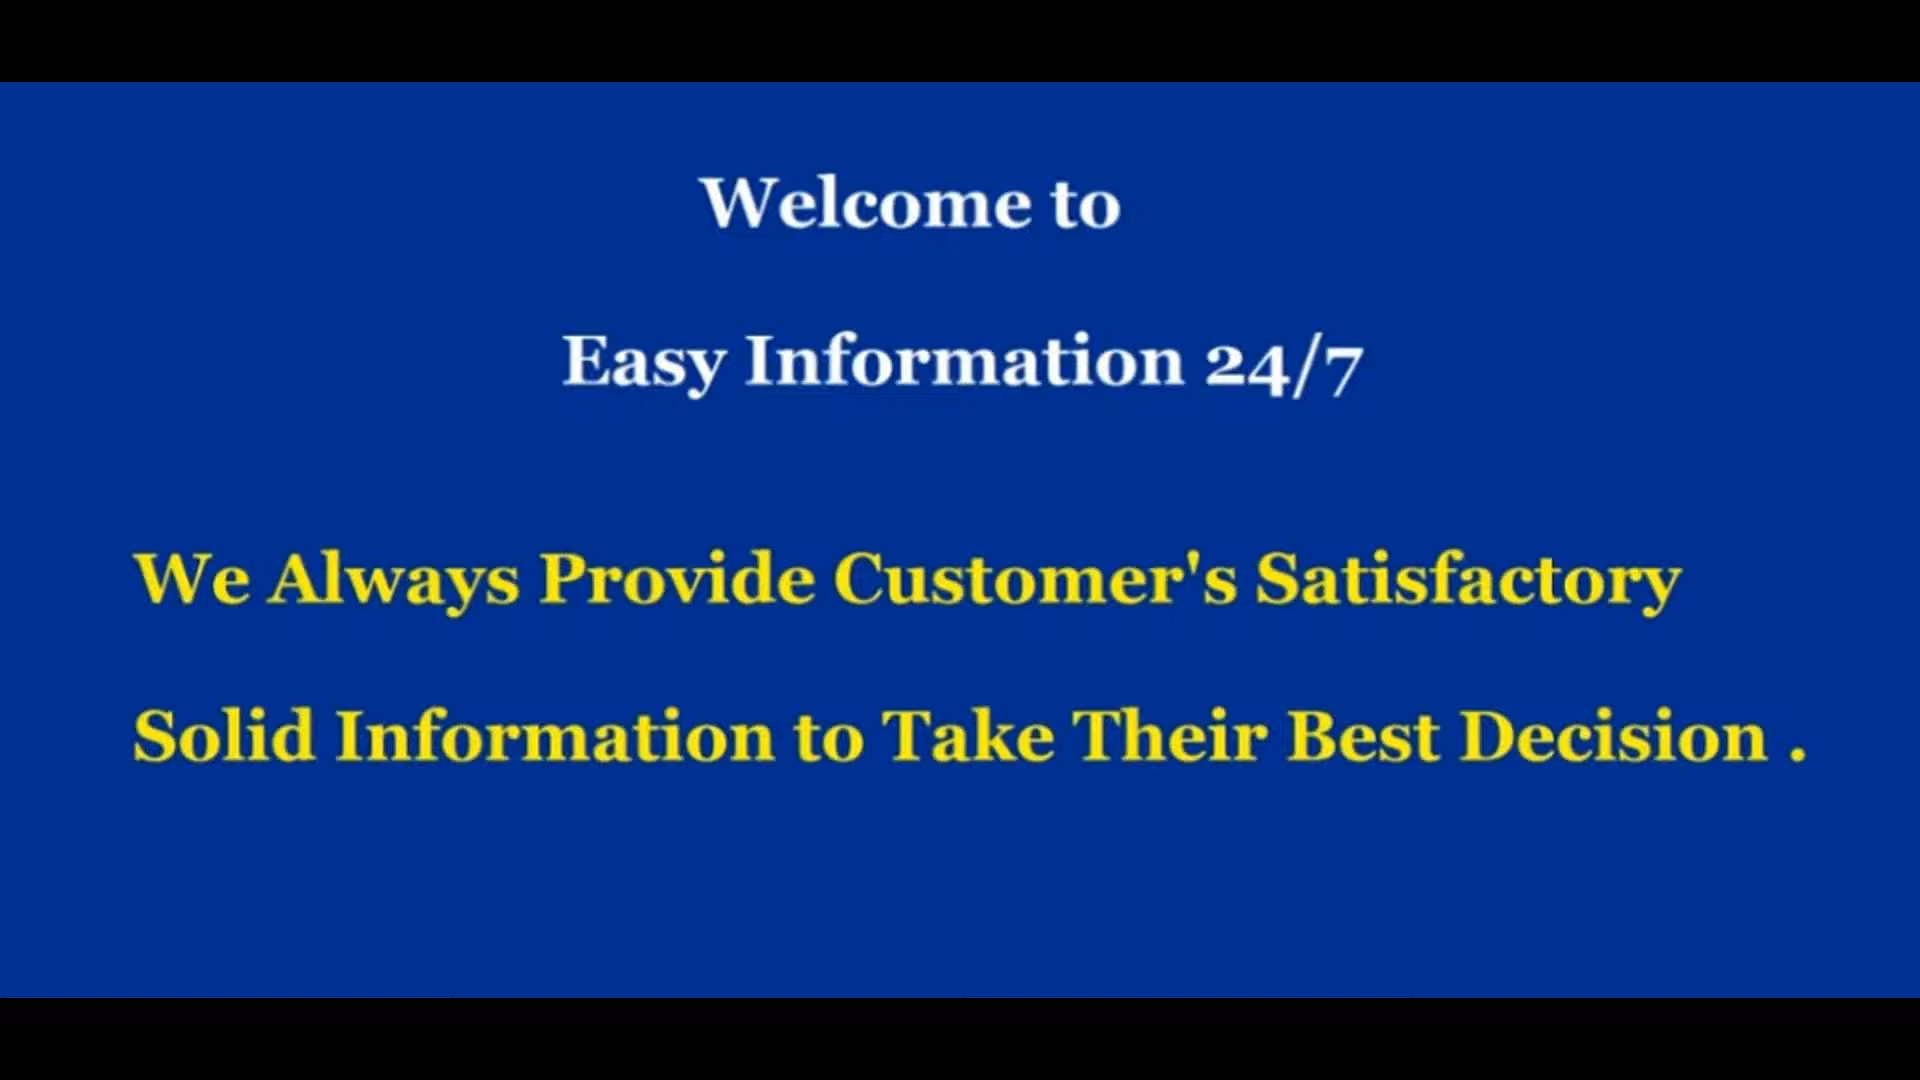 Welcome to
Easy Information 24/7
We Always Provide Customer's Satisfactory
Solid Information to Take Their Best Decision .